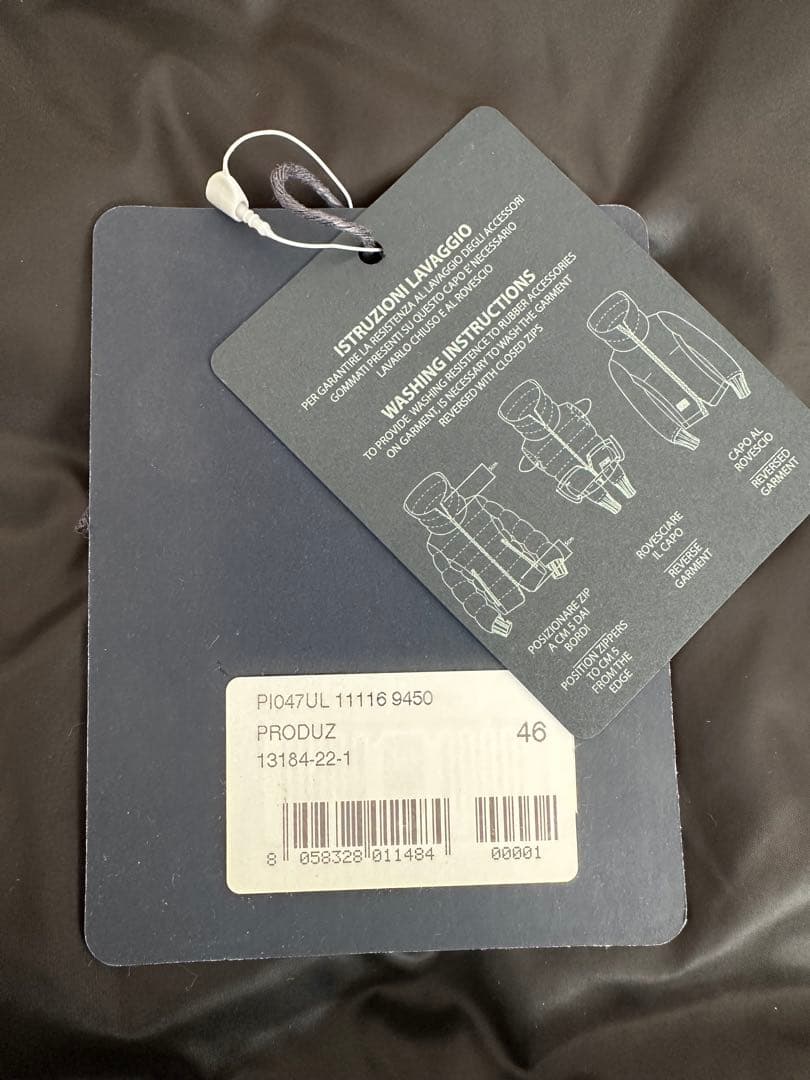 ISTRUZIONI LAVAGGIO
PER GARANTIRE LA RESISTENZA AL LAVAGGIO DEGLI ACCESSORI
GOMMATI PRESENTI SU QUESTO CAPO E' NECESSARIO
LAVARLO CHIUSO E AL ROVESCIO
WASHING INSTRUCTIONS
TO PROVIDE WASHING RESISTENCE TO RUBBER ACCESSORIES
ON GARMENT, IS NECESSARY TO WASH THE GARMENT
REVERSED WITH CLOSED ZIPS
POSIZIONARE ZIP
A CM 5 DAI
BORDI
POSITION ZIPPERS
TO CM 5
FROM THE
EDGE
ROVESCIARE
IL CAPO
REVERSE
GARMENT
CAPO AL
ROVESCIO
REVERSED
GARMENT
PI047UL 11116 9450
PRODUZ 46
13184-22-1
8 058328 011484 00001